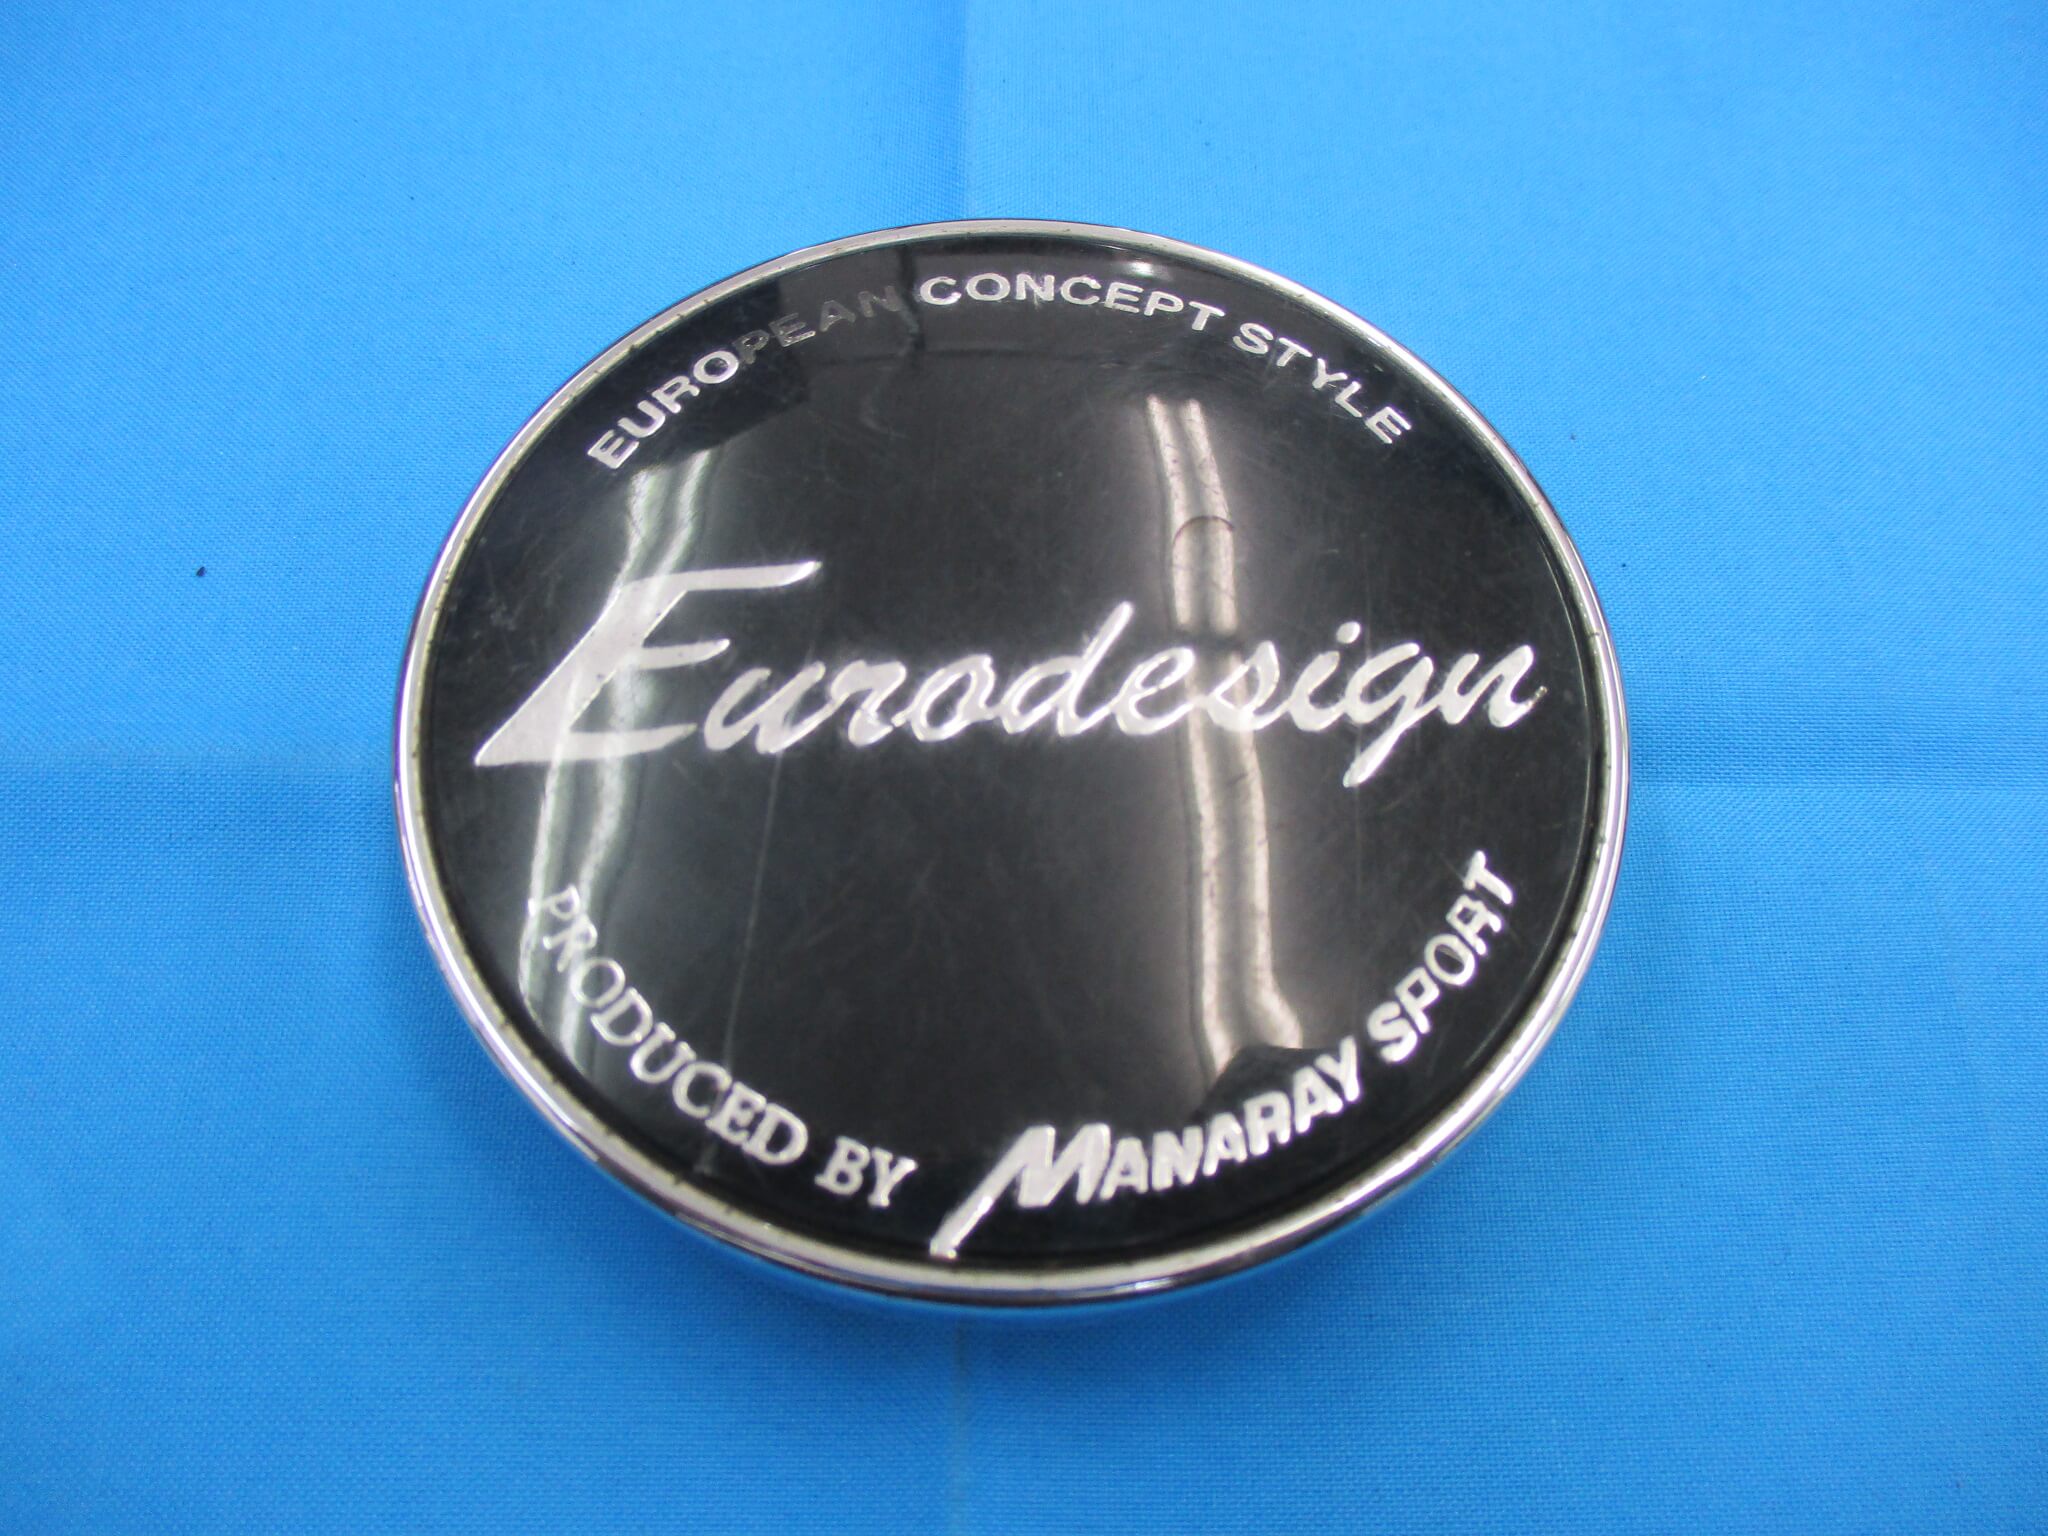 EUROPEAN CONCEPT STYLE
Eurodesign
PRODUCED BY MANARAY SPORT